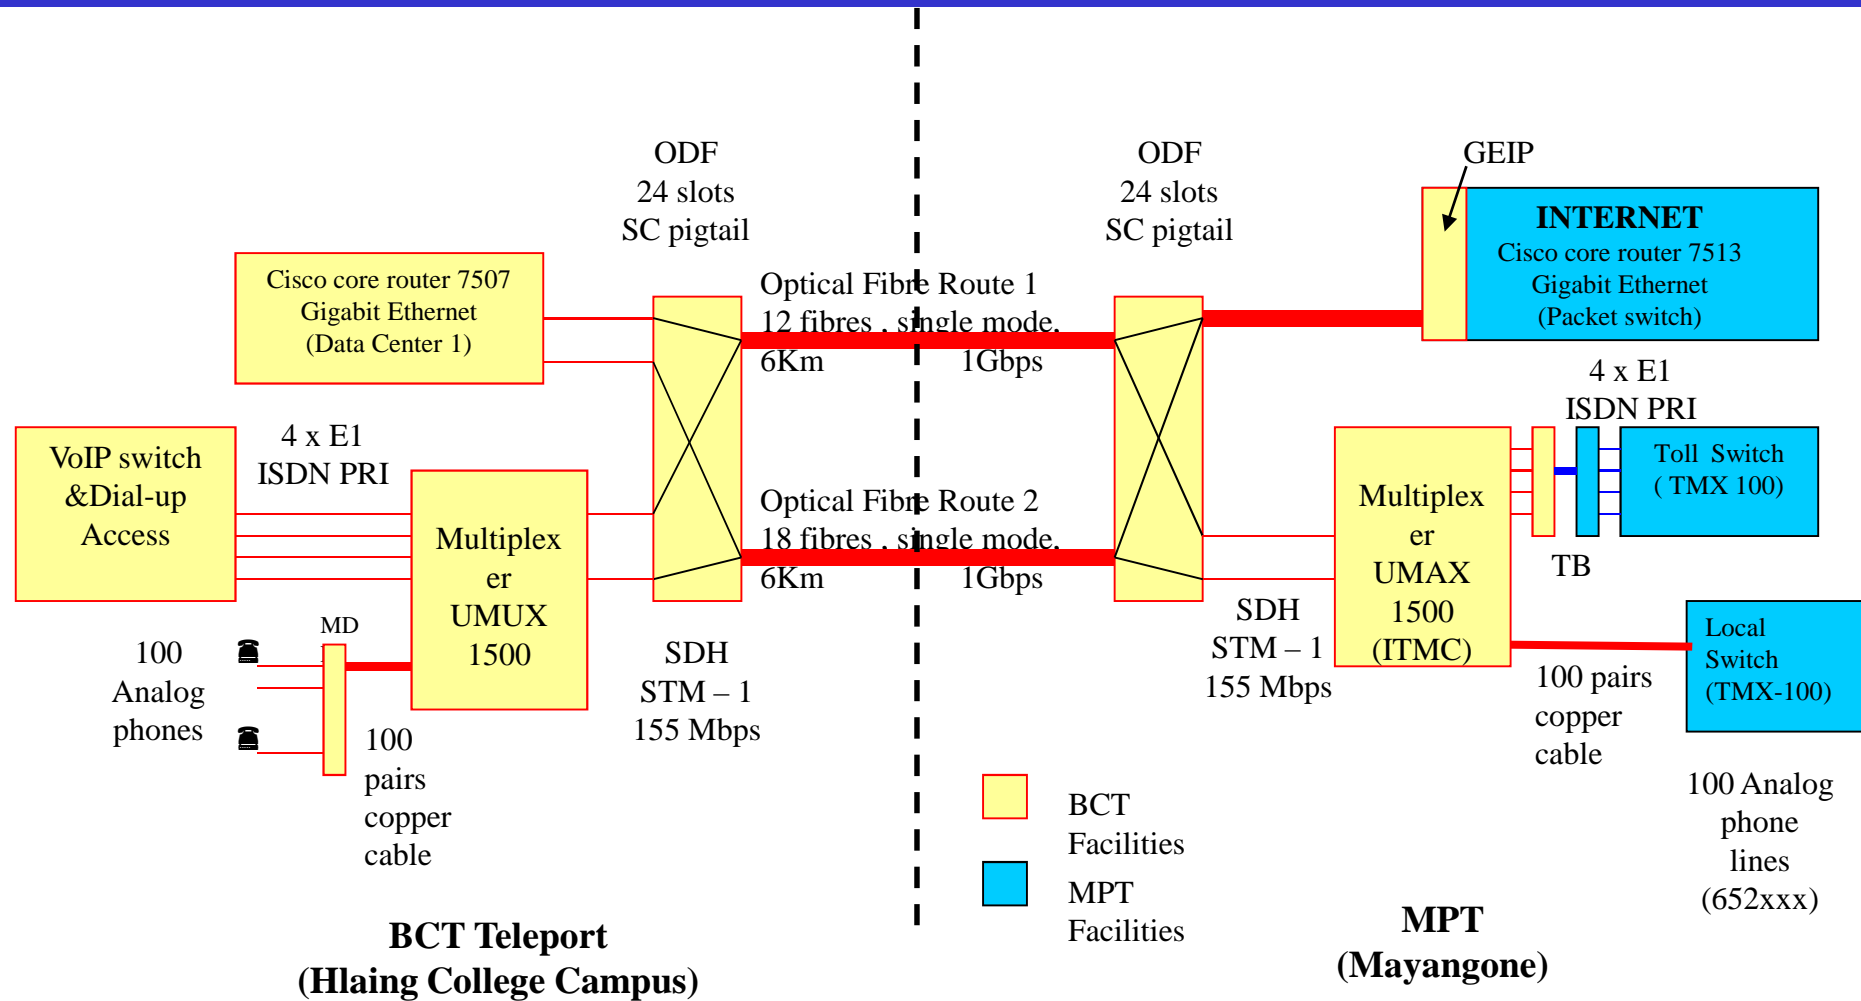 ODF
24 slots
SC pigtail
ODF
24 slots
SC pigtail
GEIP
INTERNET
Cisco core router 7513
Gigabit Ethernet
(Packet switch)
Cisco core router 7507
Gigabit Ethernet
(Data Center 1)
Optical Fibre Route 1
12 fibres , single mode,
6Km 1Gbps
4 x E1
ISDN PRI
VoIP switch
&Dial-up
Access
4 x E1
ISDN PRI
Multiplex
er
UMUX
1500
Optical Fibre Route 2
18 fibres , single mode,
6Km 1Gbps
Multiplex
er
UMAX
1500
(ITMC)
Toll Switch
( TMX 100)
TB
SDH
STM – 1
155 Mbps
SDH
STM – 1
155 Mbps
Local
Switch
(TMX-100)
MD
100
Analog
phones
100
pairs
copper
cable
100 pairs
copper
cable
100 Analog
phone
lines
(652xxx)
BCT
Facilities
MPT
Facilities
BCT Teleport
(Hlaing College Campus)
MPT
(Mayangone)